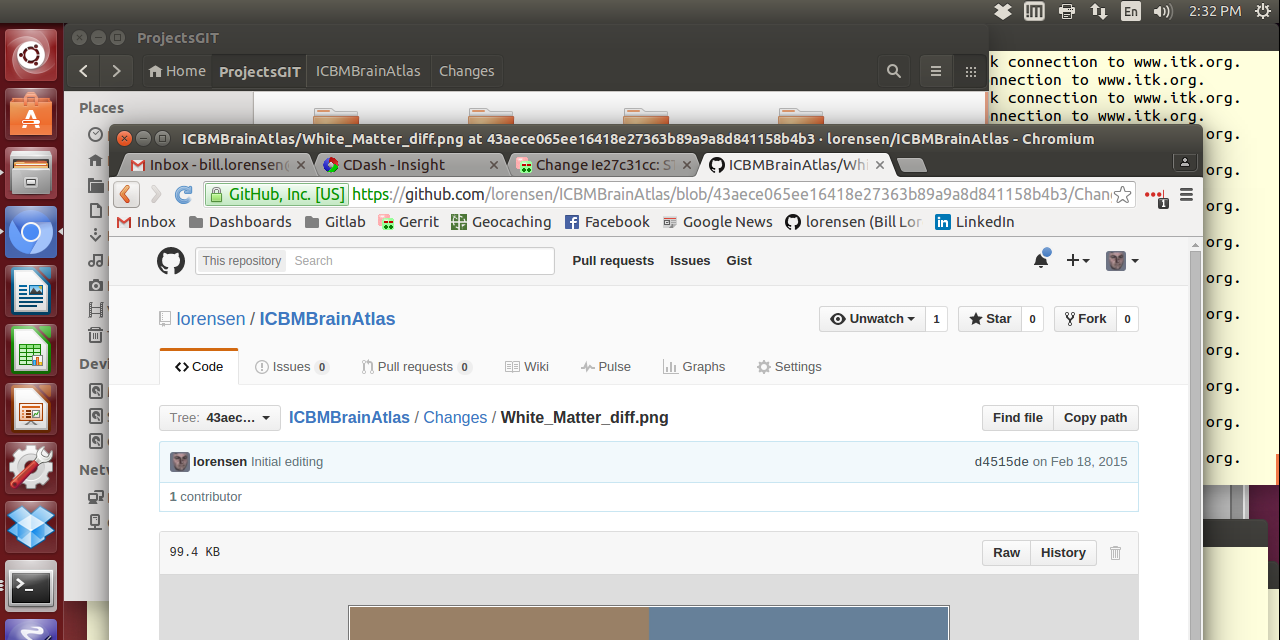 En 2:32 PM
ProjectsGIT
Home ProjectsGIT ICBMBrainAtlas Changes
k connection to www.itk.org.
nnection to www.itk.org.
k connection to www.itk.org.
nnection to www.itk.org.
Places
ICBMBrainAtlas/White_Matter_diff.png at 43aece065ee16418e27363b89a9a8d841158b4b3 · lorensen/ICBMBrainAtlas - Chromium
org.
Inbox - bill.lorensen@ CDash - Insight Change Ie27c31cc: ST ICBMBrainAtlas/Whi
org.
GitHub, Inc. [US] https://github.com/lorensen/ICBMBrainAtlas/blob/43aece065ee16418e27363b89a9a8d841158b4b3/Chan 1
org.
Inbox Dashboards Gitlab Gerrit Geocaching Facebook Google News lorensen (Bill Lor LinkedIn
org.
This repository Search Pull requests Issues Gist
org.
lorensen / ICBMBrainAtlas Unwatch 1 Star 0 Fork 0
org.
org.
Code Issues 0 Pull requests 0 Wiki Pulse Graphs Settings
Devi
org.
Tree: 43aec... ICBMBrainAtlas / Changes / White_Matter_diff.png Find file Copy path
org.
lorensen Initial editing d4515de on Feb 18, 2015
org.
Netw
1 contributor
99.4 KB Raw History